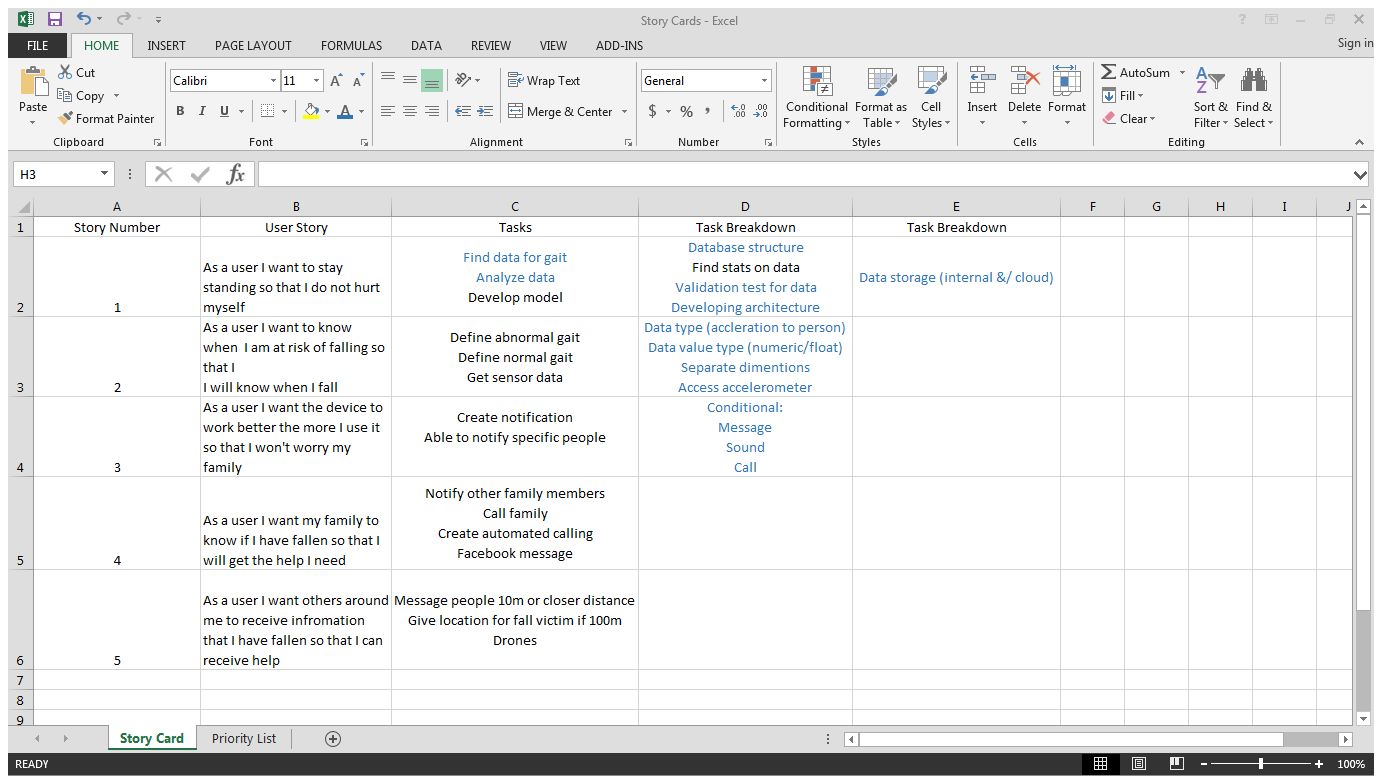 Story Cards - Excel
FILE HOME INSERT PAGE LAYOUT FORMULAS DATA REVIEW VIEW ADD-INS Sign in
Paste
Cut
Copy
Format Painter
Clipboard
Calibri 11
B I U
Font
Wrap Text
Merge & Center
Alignment
General
$ % ,
Number
Conditional Formatting
Format as Table
Cell Styles
Styles
Insert Delete Format
Cells
AutoSum
Fill
Clear
Sort & Filter
Find & Select
Editing
H3 fx
A B C D E F G H I J
1 Story Number User Story Tasks Task Breakdown Task Breakdown
2
1
As a user I want to stay
standing so that I do not hurt
myself
Find data for gait
Analyze data
Develop model
Database structure
Find stats on data
Validation test for data
Developing architecture
Data storage (internal &/ cloud)
3
2
As a user I want to know
when  I am at risk of falling so
that I
I will know when I fall
Define abnormal gait
Define normal gait
Get sensor data
Data type (accleration to person)
Data value type (numeric/float)
Separate dimentions
Access accelerometer
4
3
As a user I want the device to
work better the more I use it
so that I won't worry my
family
Create notification
Able to notify specific people
Conditional:
Message
Sound
Call
5
4
As a user I want my family to
know if I have fallen so that I
will get the help I need
Notify other family members
Call family
Create automated calling
Facebook message
6
5
As a user I want others around
me to receive infromation
that I have fallen so that I can
receive help
Message people 10m or closer distance
Give location for fall victim if 100m
Drones
7
8
9
Story Card Priority List
READY 100%